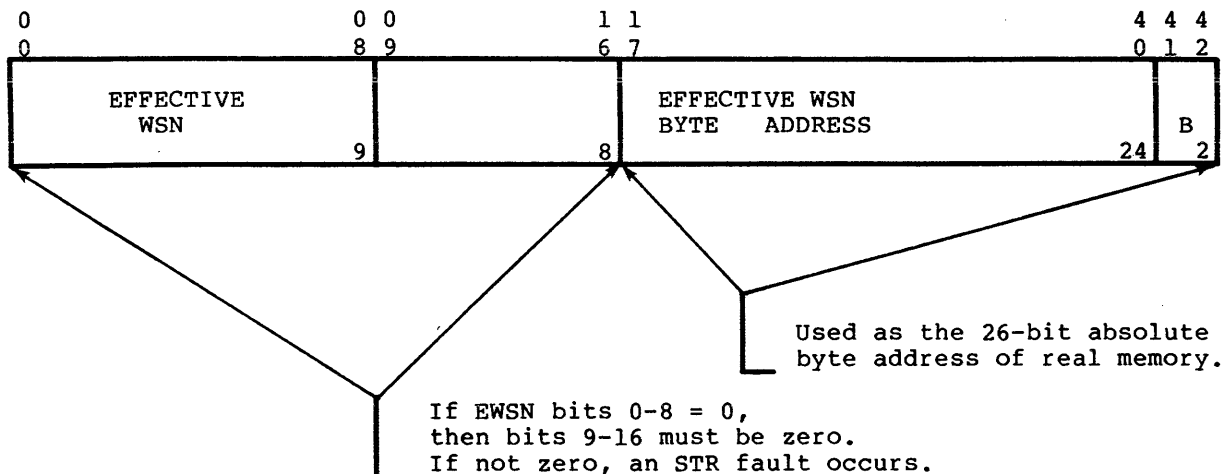 0 0 0 1 1 4 4 4
0 8 9 6 7 0 1 2
EFFECTIVE
WSN
9
8
EFFECTIVE WSN
BYTE ADDRESS
24
B
2
Used as the 26-bit absolute
byte address of real memory.
If EWSN bits 0-8 = 0,
then bits 9-16 must be zero.
If not zero, an STR fault occurs.